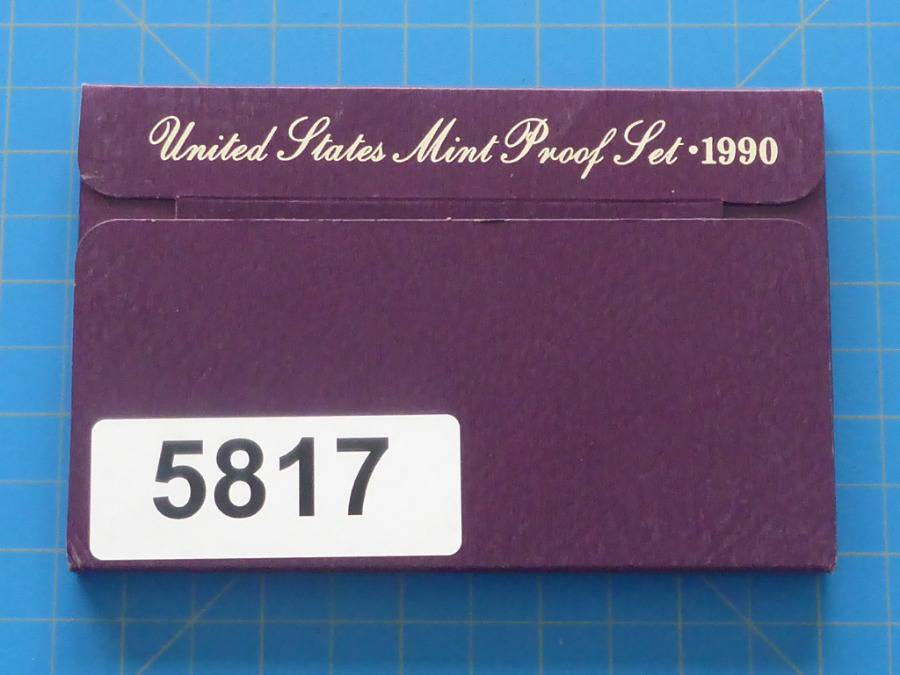 United States Mint Proof Set • 1990
5817